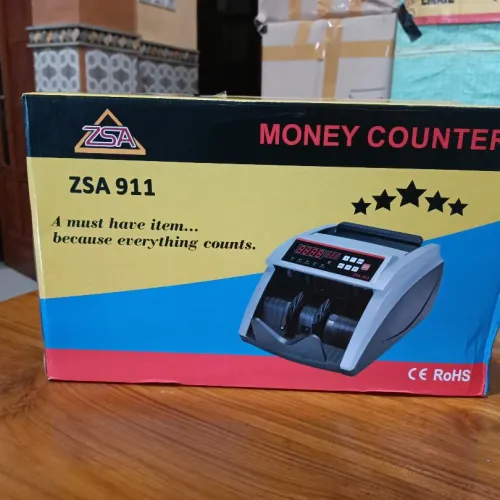 ZSA
MONEY COUNTER
ZSA 911
A must have item...
because everything counts.
CE RoHS